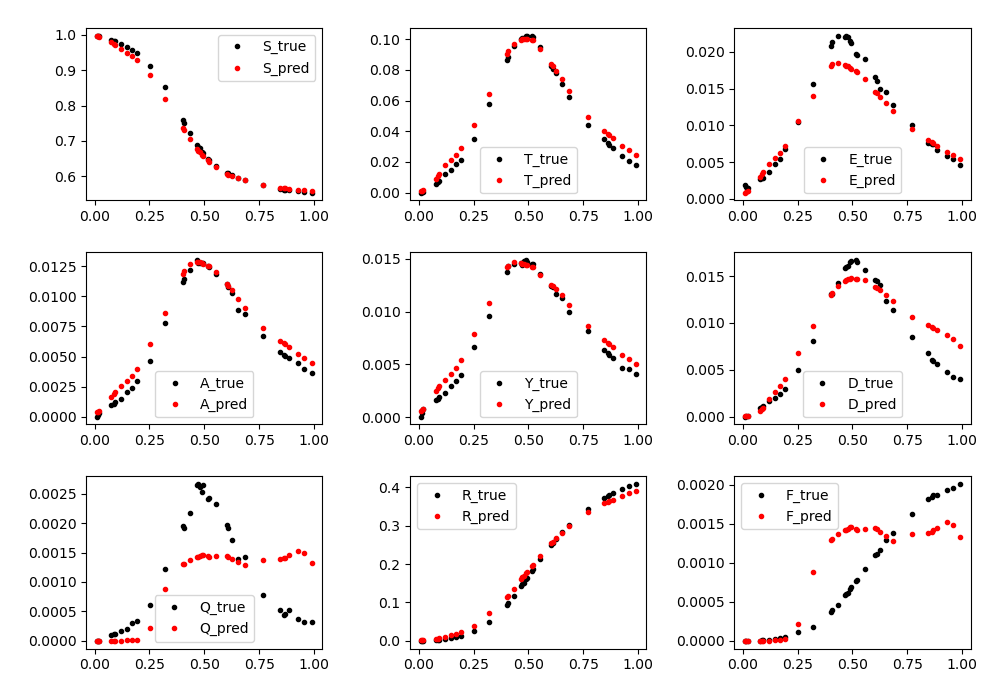 1.0
0.9
0.8
0.7
0.6
0.00 0.25 0.50 0.75 1.00
S_true
S_pred
0.10
0.08
0.06
0.04
0.02
0.00
0.00 0.25 0.50 0.75 1.00
T_true
T_pred
0.020
0.015
0.010
0.005
0.000
0.00 0.25 0.50 0.75 1.00
E_true
E_pred
0.0125
0.0100
0.0075
0.0050
0.0025
0.0000
0.00 0.25 0.50 0.75 1.00
A_true
A_pred
0.015
0.010
0.005
0.000
0.00 0.25 0.50 0.75 1.00
Y_true
Y_pred
0.015
0.010
0.005
0.000
0.00 0.25 0.50 0.75 1.00
D_true
D_pred
0.0025
0.0020
0.0015
0.0010
0.0005
0.0000
0.00 0.25 0.50 0.75 1.00
Q_true
Q_pred
0.4
0.3
0.2
0.1
0.0
0.00 0.25 0.50 0.75 1.00
R_true
R_pred
0.0020
0.0015
0.0010
0.0005
0.0000
0.00 0.25 0.50 0.75 1.00
F_true
F_pred